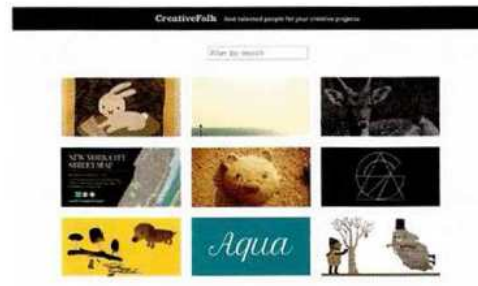 CreativeFolk find talented people for your creative projects
filter by search
NEW YORK CITY
STREET MAP
Aqua